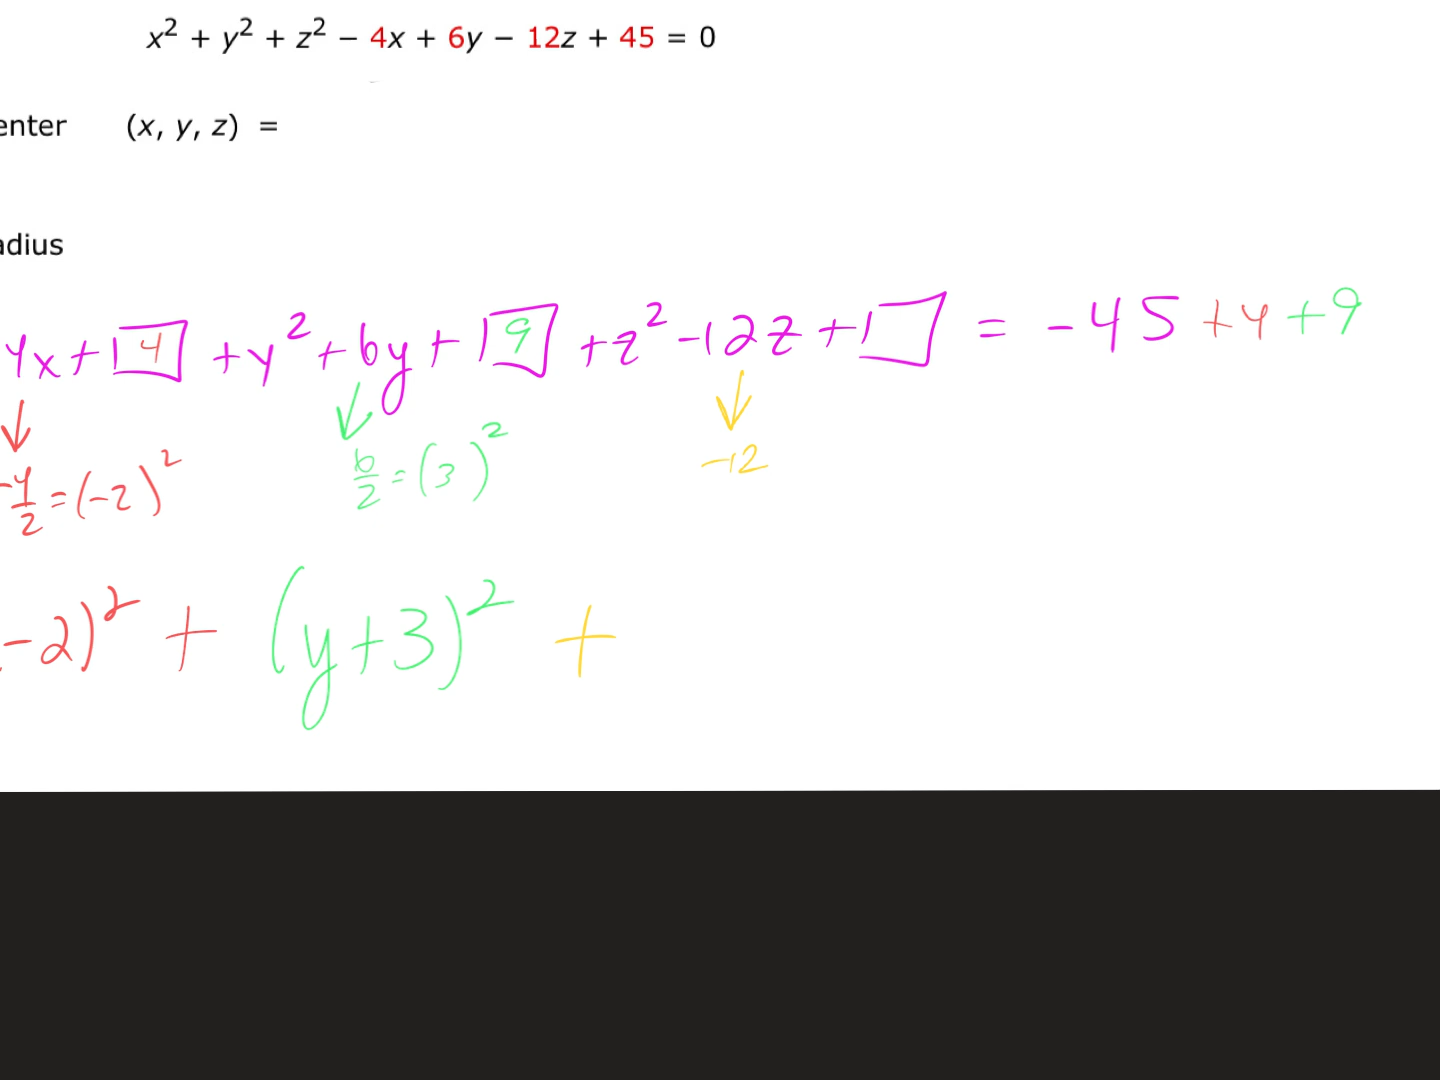 x² + y² + z² − 4x + 6y − 12z + 45 = 0
enter (x, y, z) =
adius
4x + 4 + y² + 6y + 9 + z² - 12z + = - 45 + 4 + 9
-4/2 = (-2)² 6/2 = (3)² -12
-2)² + (y+3)² +